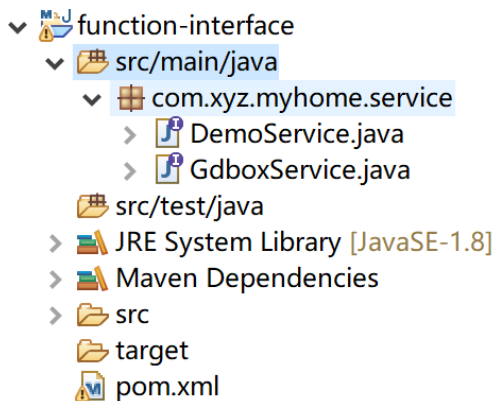 function-interface
src/main/java
com.xyz.myhome.service
DemoService.java
GdboxService.java
src/test/java
JRE System Library [JavaSE-1.8]
Maven Dependencies
src
target
pom.xml